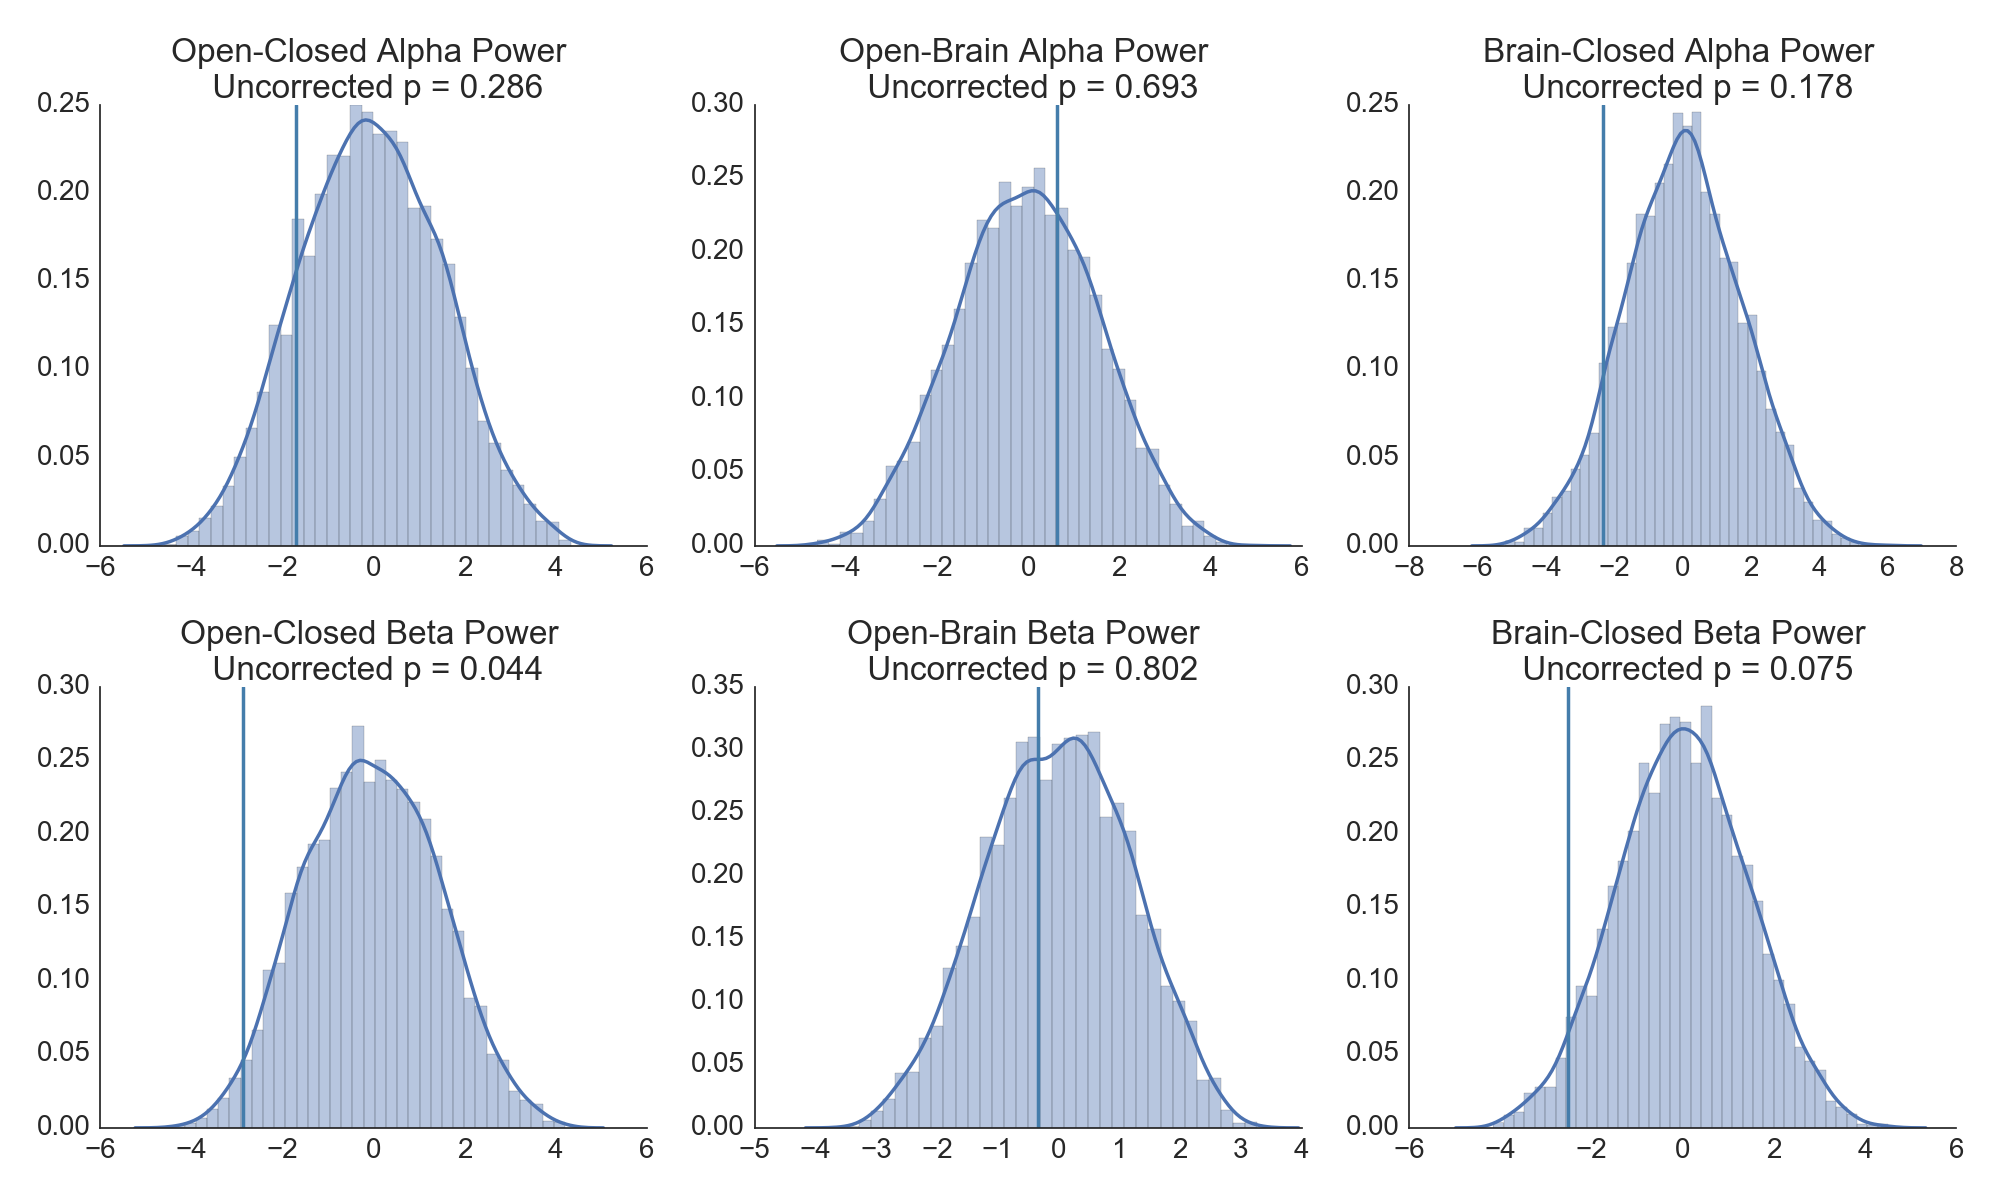 Open-Closed Alpha Power
Uncorrected p = 0.286
0.25
0.20
0.15
0.10
0.05
0.00
−6 −4 −2 0 2 4 6
Open-Brain Alpha Power
Uncorrected p = 0.693
0.30
0.25
0.20
0.15
0.10
0.05
0.00
−6 −4 −2 0 2 4 6
Brain-Closed Alpha Power
Uncorrected p = 0.178
0.25
0.20
0.15
0.10
0.05
0.00
−8 −6 −4 −2 0 2 4 6 8
Open-Closed Beta Power
Uncorrected p = 0.044
0.30
0.25
0.20
0.15
0.10
0.05
0.00
−6 −4 −2 0 2 4 6
Open-Brain Beta Power
Uncorrected p = 0.802
0.35
0.30
0.25
0.20
0.15
0.10
0.05
0.00
−5 −4 −3 −2 −1 0 1 2 3 4
Brain-Closed Beta Power
Uncorrected p = 0.075
0.30
0.25
0.20
0.15
0.10
0.05
0.00
−6 −4 −2 0 2 4 6